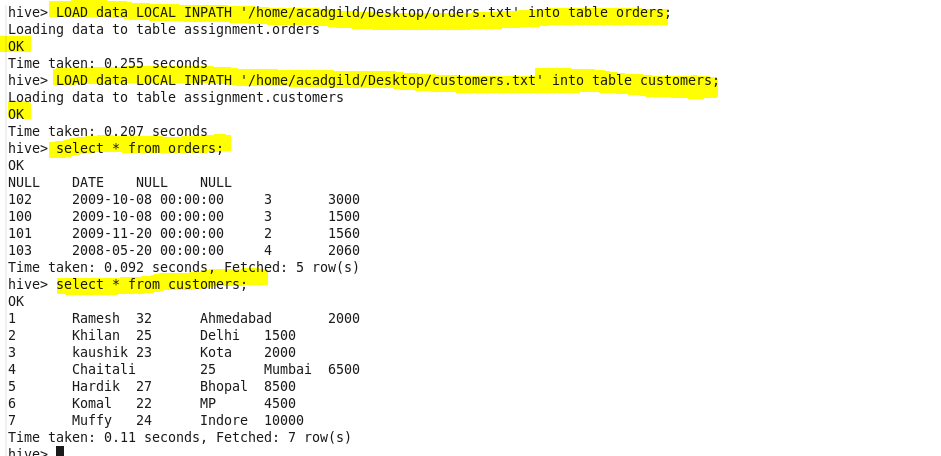 hive> LOAD data LOCAL INPATH '/home/acadgild/Desktop/orders.txt' into table orders;
Loading data to table assignment.orders
OK
Time taken: 0.255 seconds
hive> LOAD data LOCAL INPATH '/home/acadgild/Desktop/customers.txt' into table customers;
Loading data to table assignment.customers
OK
Time taken: 0.207 seconds
hive> select * from orders;
OK
NULL    DATE    NULL    NULL
102     2009-10-08 00:00:00     3       3000
100     2009-10-08 00:00:00     3       1500
101     2009-11-20 00:00:00     2       1560
103     2008-05-20 00:00:00     4       2060
Time taken: 0.092 seconds, Fetched: 5 row(s)
hive> select * from customers;
OK
1       Ramesh  32      Ahmedabad       2000
2       Khilan  25      Delhi   1500
3       kaushik 23      Kota    2000
4       Chaitali        25      Mumbai  6500
5       Hardik  27      Bhopal  8500
6       Komal   22      MP      4500
7       Muffy   24      Indore  10000
Time taken: 0.11 seconds, Fetched: 7 row(s)
hive>